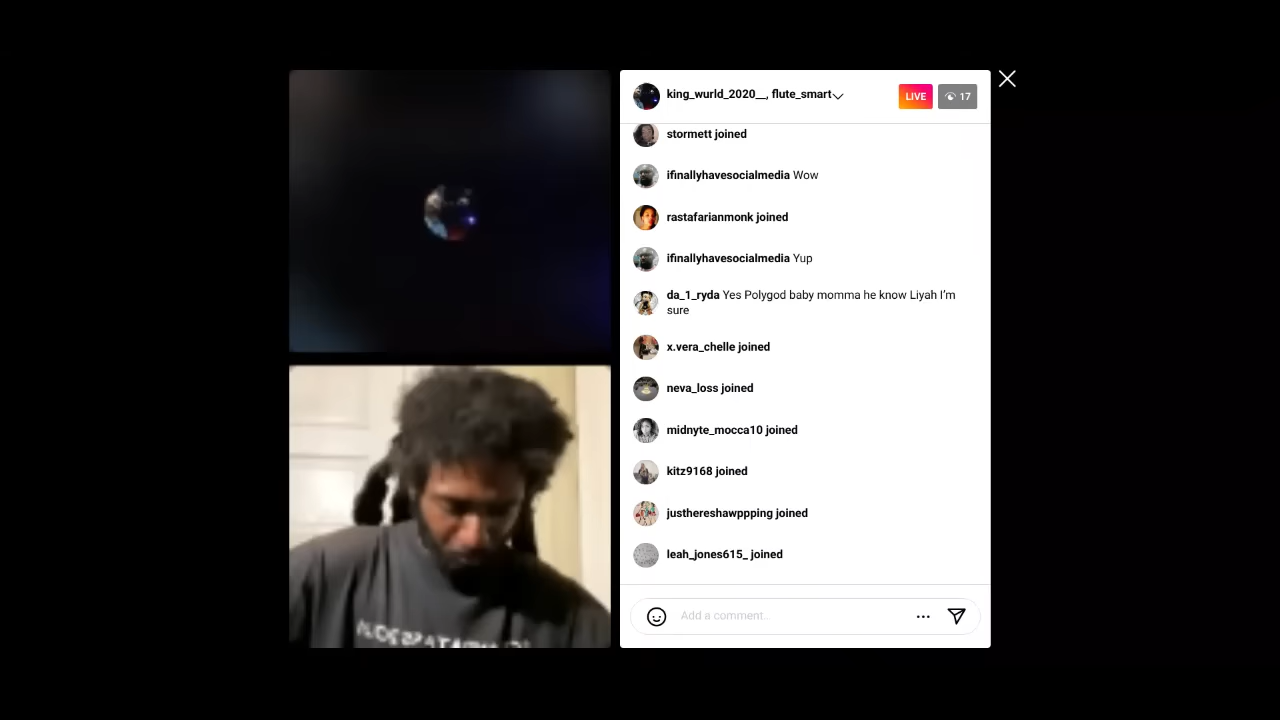 king_wurld_2020__, flute_smart
LIVE
17
stormett joined
ifinallyhavesocialmedia Wow
rastafarianmonk joined
ifinallyhavesocialmedia Yup
da_1_ryda Yes Polygod baby momma he know Liyah I’m
sure
x.vera_chelle joined
neva_loss joined
midnyte_mocca10 joined
kitz9168 joined
justhereshawppping joined
leah_jones615_ joined
Add a comment...